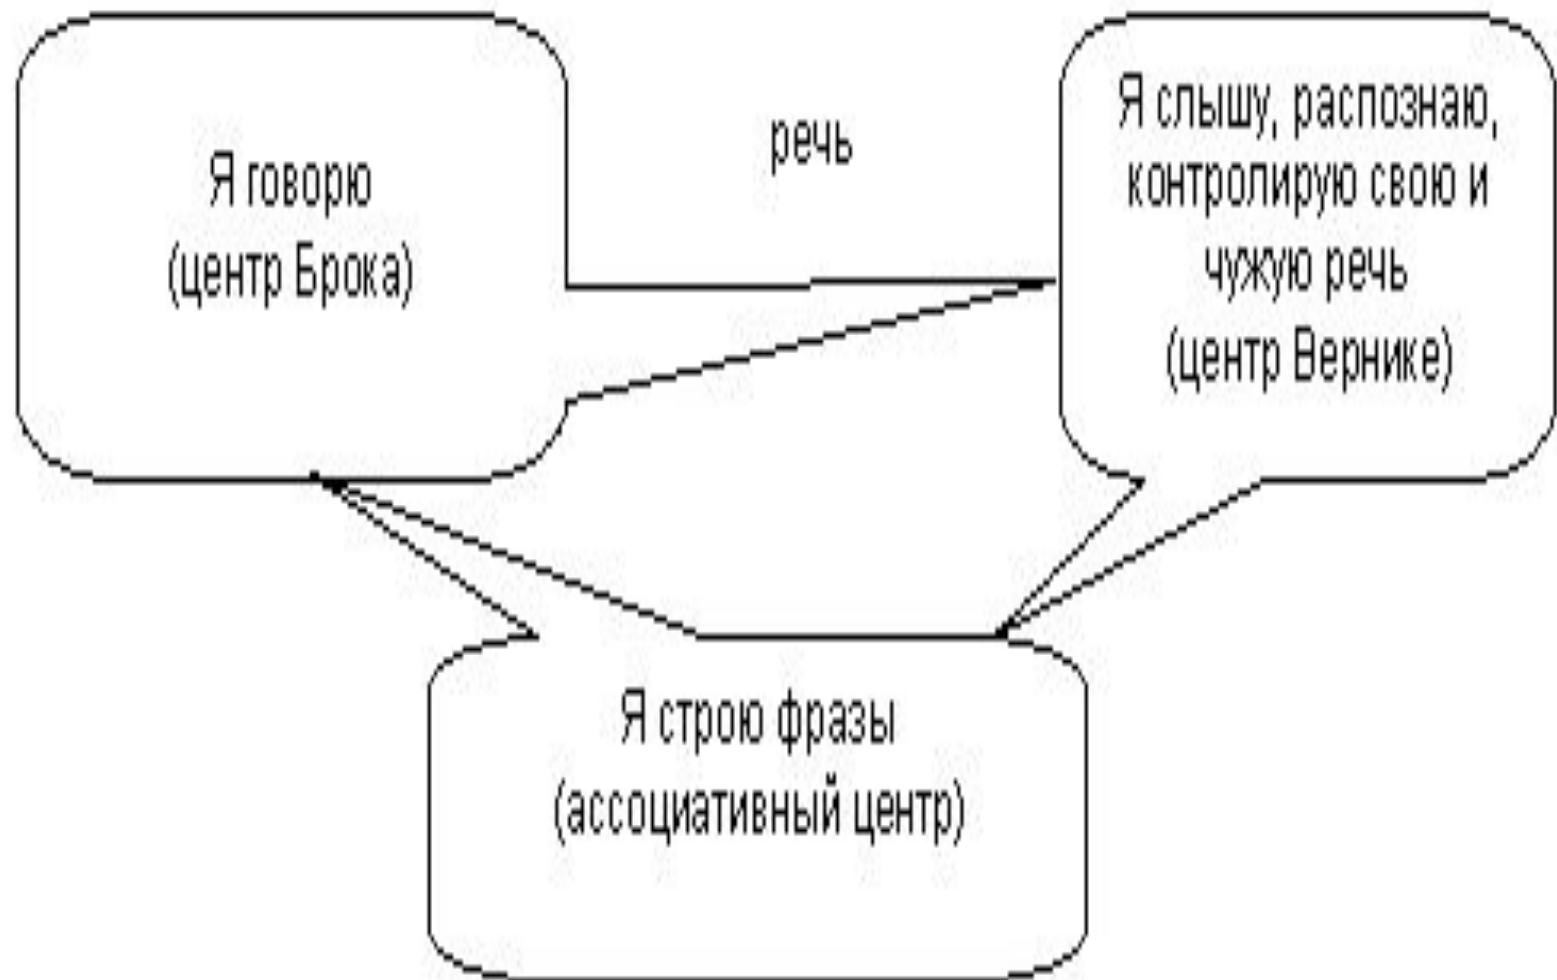 Я говорю
(центр Брока)
речь
Я слышу, распознаю,
контролирую свою и
чужую речь
(центр Вернике)
Я строю фразы
(ассоциативный центр)